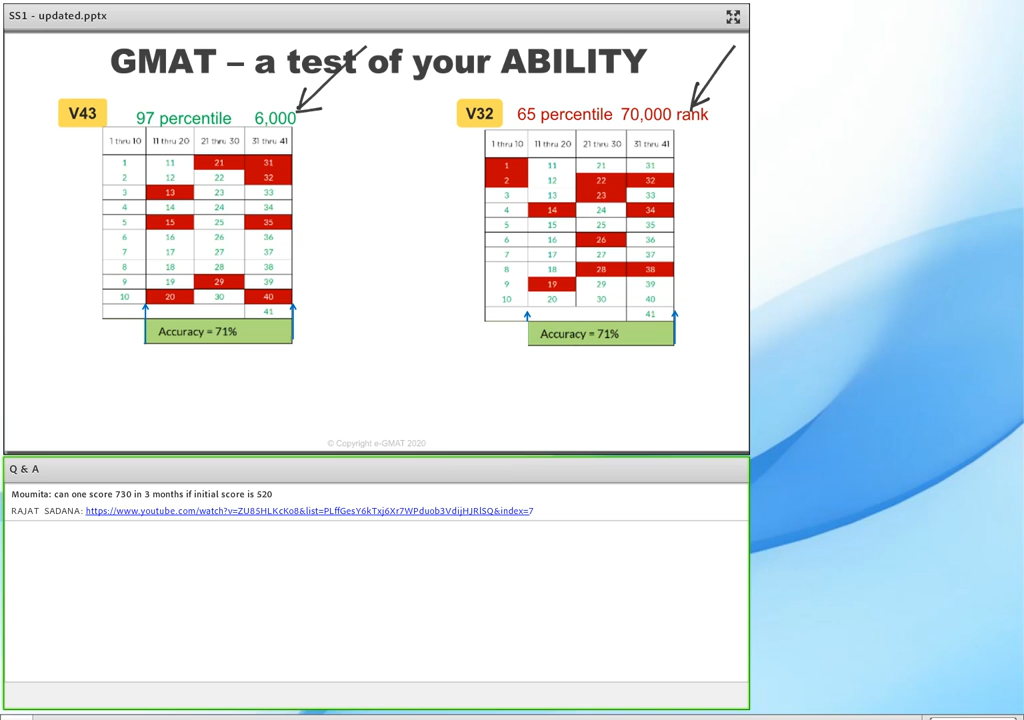 SS1 - updated.pptx
GMAT – a test of your ABILITY
V43 97 percentile 6,000
1 thru 10 11 thru 20 21 thru 30 31 thru 41
1 11 21 31
2 12 22 32
3 13 23 33
4 14 24 34
5 15 25 35
6 16 26 36
7 17 27 37
8 18 28 38
9 19 29 39
10 20 30 40
41
Accuracy = 71%
V32 65 percentile 70,000 rank
1 thru 10 11 thru 20 21 thru 30 31 thru 41
1 11 21 31
2 12 22 32
3 13 23 33
4 14 24 34
5 15 25 35
6 16 26 36
7 17 27 37
8 18 28 38
9 19 29 39
10 20 30 40
41
Accuracy = 71%
© Copyright e-GMAT 2020
Q & A
Moumita: can one score 730 in 3 months if initial score is 520
RAJAT SADANA: https://www.youtube.com/watch?v=ZU85HLKcKo8&list=PLffGesY6kTxj6Xr7WPduob3VdijHJRlSQ&index=7